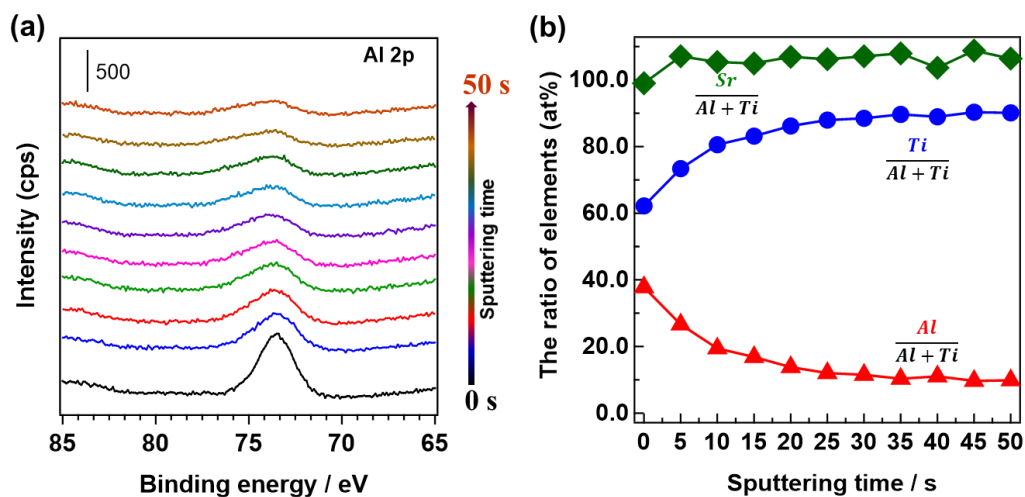 (a)
Al 2p
500
50 s
Sputtering time
0 s
Intensity (cps)
85 80 75 70 65
Binding energy / eV
(b)
The ratio of elements (at%)
100.0
80.0
60.0
40.0
20.0
0.0
Sr
Al + Ti
Ti
Al + Ti
Al
Al + Ti
0 5 10 15 20 25 30 35 40 45 50
Sputtering time / s